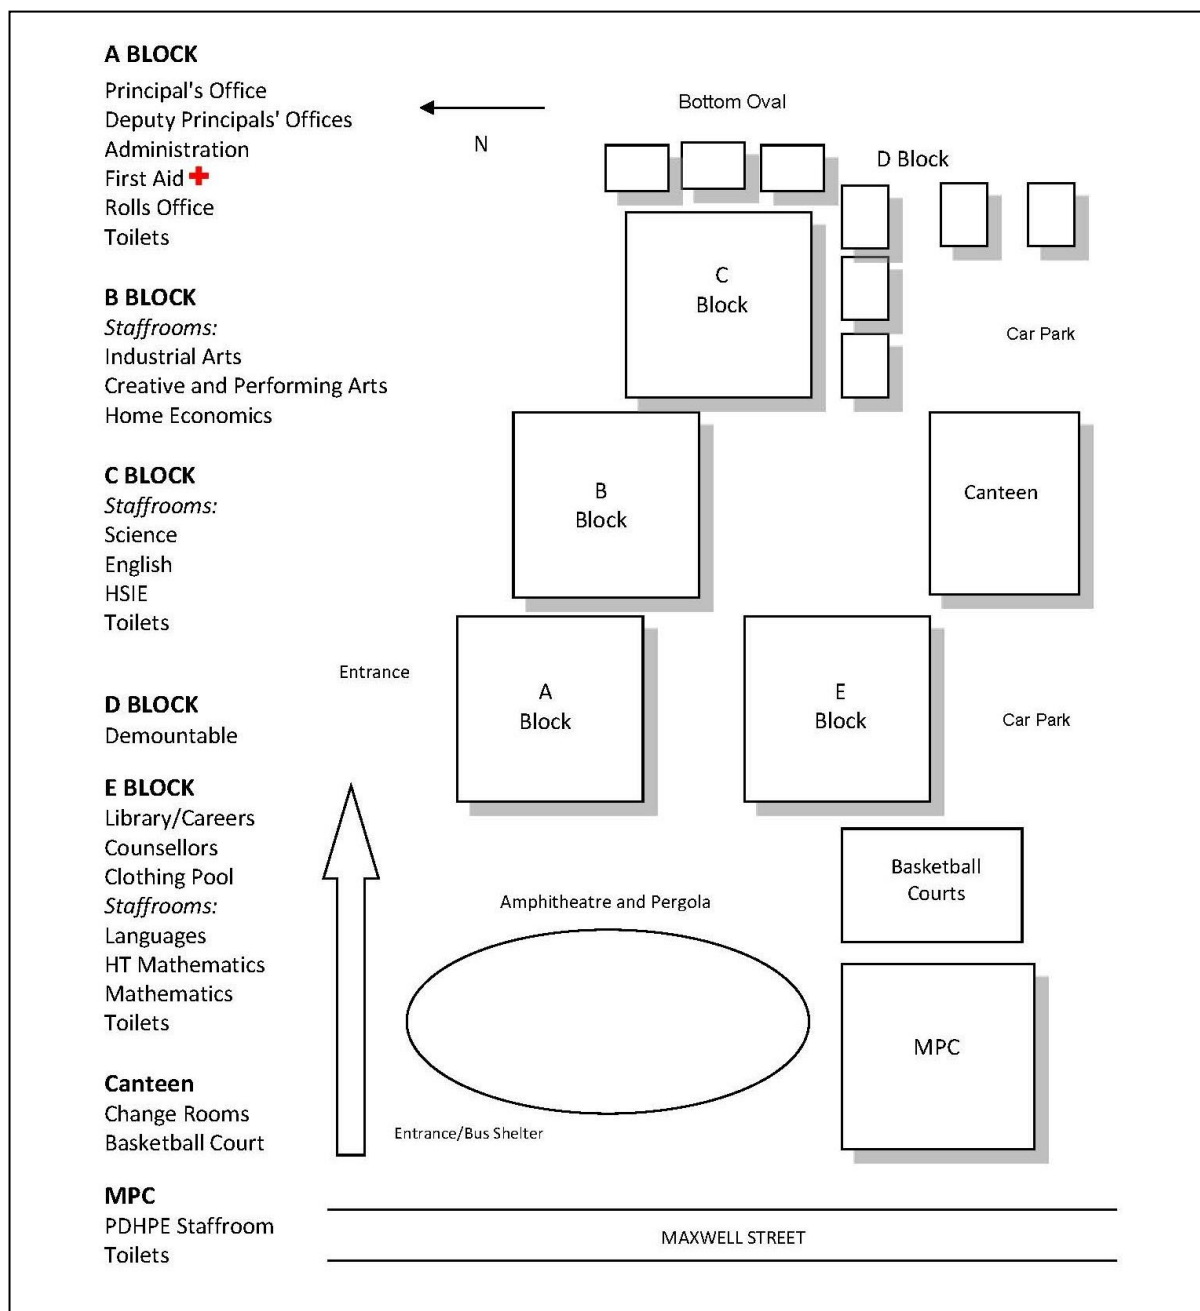 A BLOCK
Principal's Office
Deputy Principals' Offices
Administration
First Aid
Rolls Office
Toilets
B BLOCK
Staffrooms:
Industrial Arts
Creative and Performing Arts
Home Economics
C BLOCK
Staffrooms:
Science
English
HSIE
Toilets
D BLOCK
Demountable
E BLOCK
Library/Careers
Counsellors
Clothing Pool
Staffrooms:
Languages
HT Mathematics
Mathematics
Toilets
Canteen
Change Rooms
Basketball Court
MPC
PDHPE Staffroom
Toilets
N
Bottom Oval
D Block
C
Block
Car Park
B
Block
Canteen
Entrance
A
Block
E
Block
Car Park
Basketball
Courts
Amphitheatre and Pergola
MPC
Entrance/Bus Shelter
MAXWELL STREET